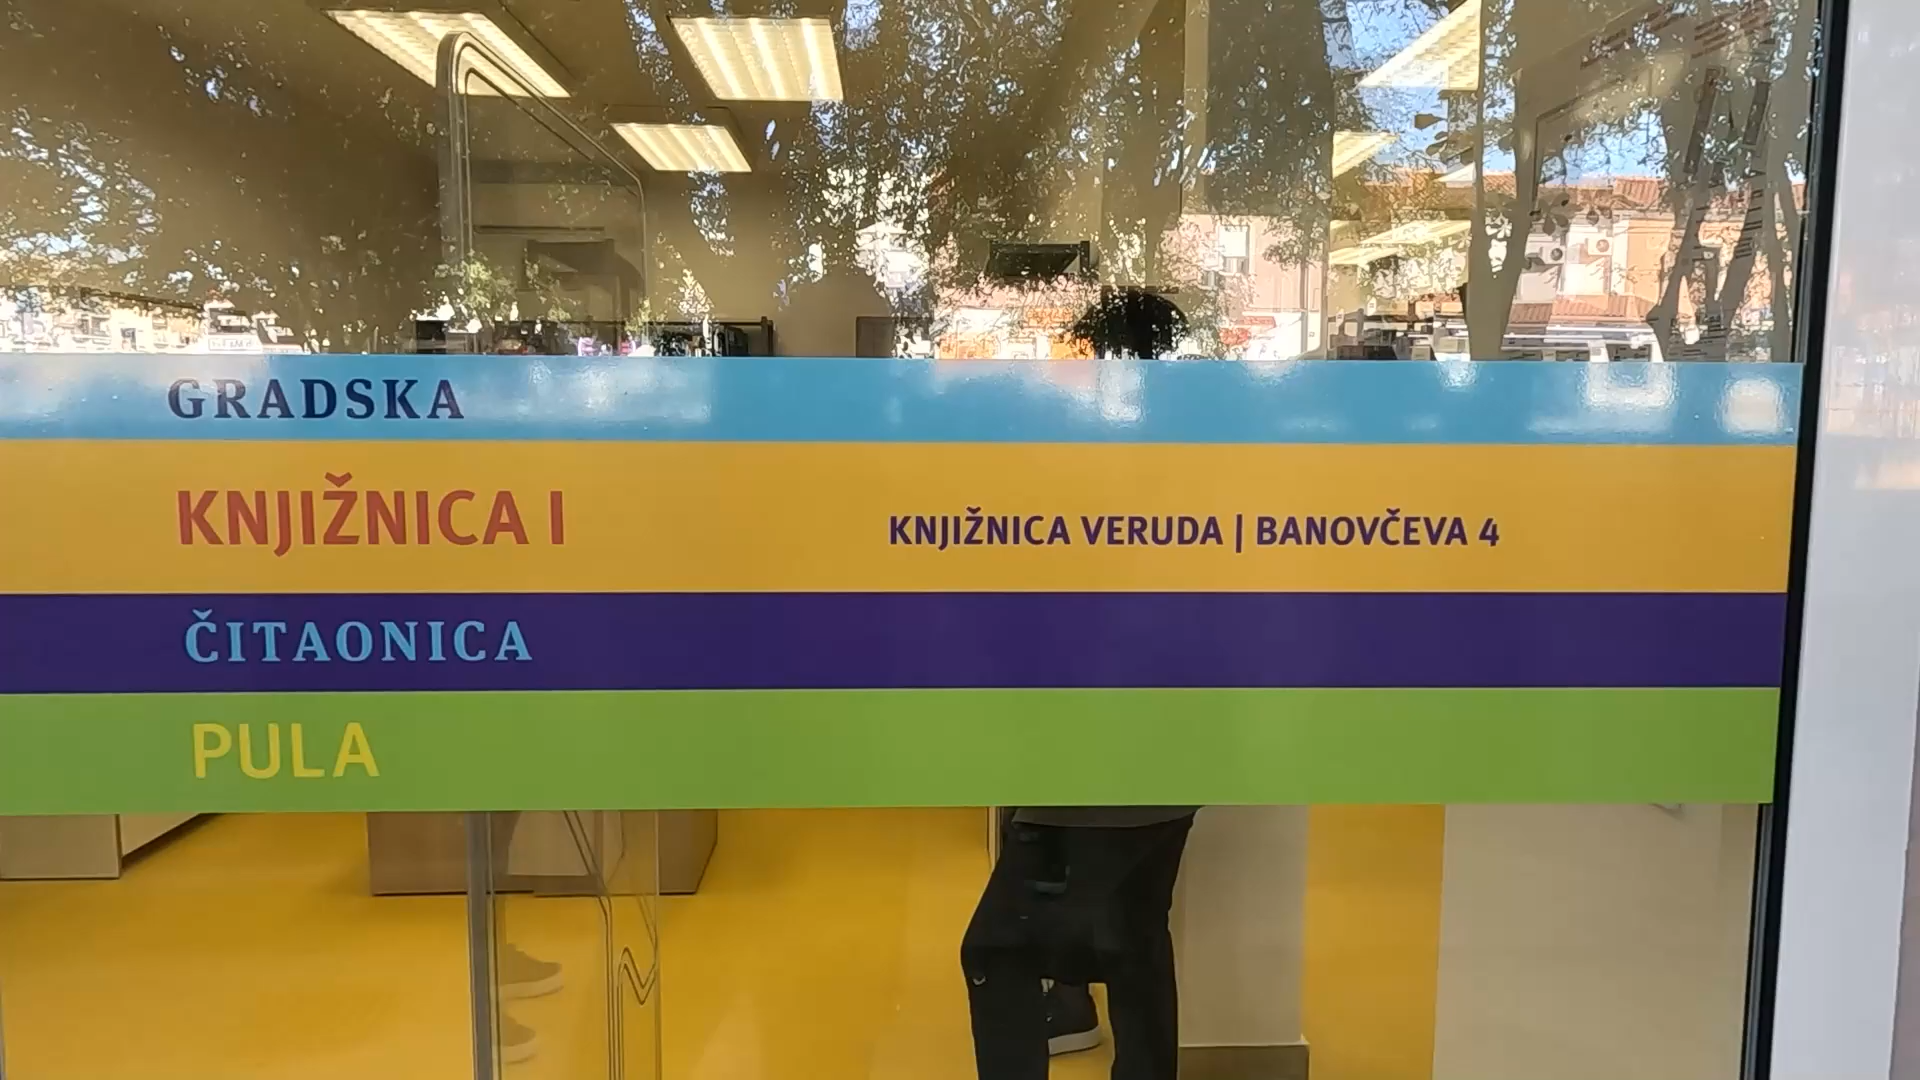 GRADSKA
KNJIŽNICA I
KNJIŽNICA VERUDA | BANOVČEVA 4
ČITAONICA
PULA